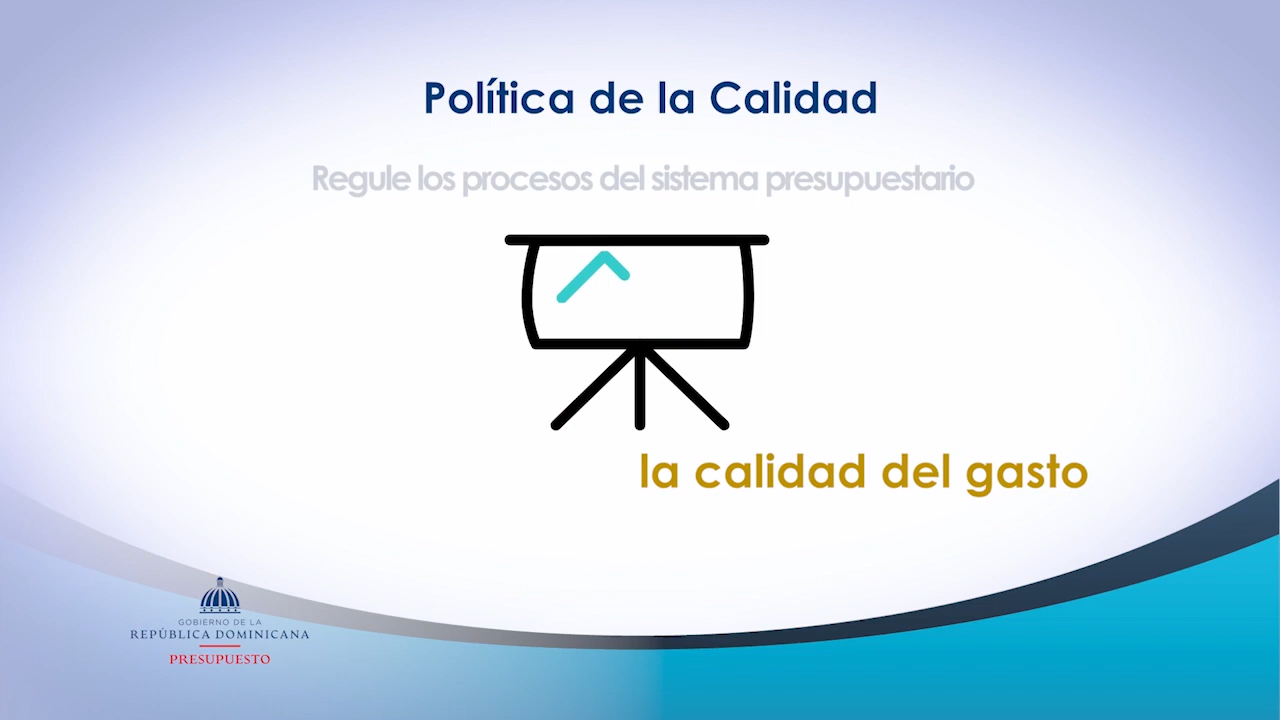 Política de la Calidad
Regule los procesos del sistema presupuestario
la calidad del gasto
GOBIERNO DE LA
REPÚBLICA DOMINICANA
PRESUPUESTO